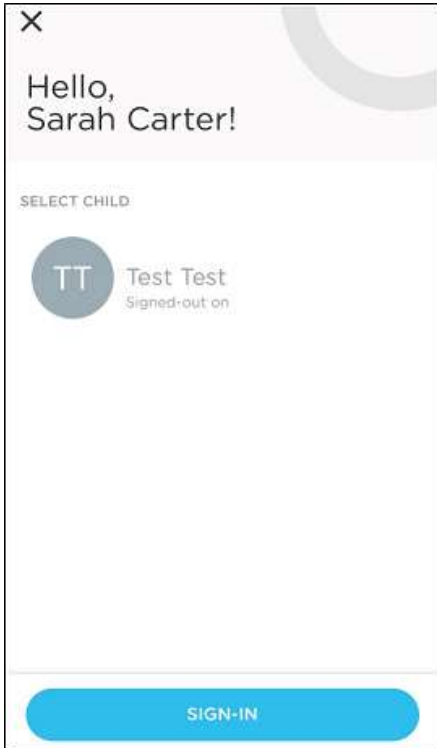 Hello,
Sarah Carter!
SELECT CHILD
TT
Test Test
Signed-out on
SIGN-IN